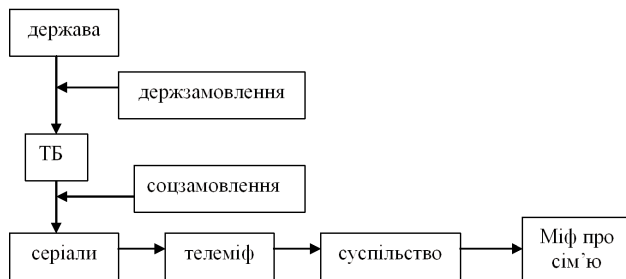 держава
держзамовлення
ТБ
соцзамовлення
серіали
телеміф
суспільство
Міф про
сім’ю